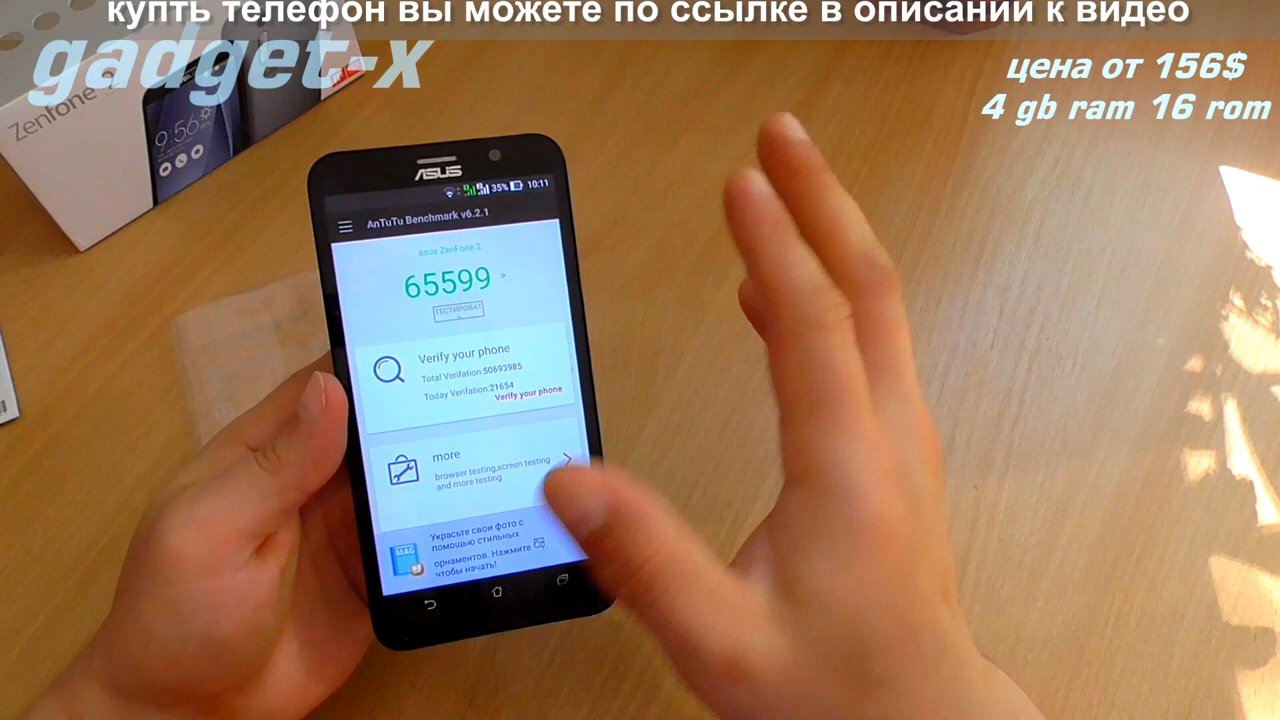 купть телефон вы можете по ссылке в описании к видео
gadget-x
цена от 156$
4 gb ram 16 rom
Zenfone 2
9:56
ASUS
35% 10:11
AnTuTu Benchmark v6.2.1
asus ZenFone 2
65599 >
ТЕСТИРОВАТ
Ь
Verify your phone
Total Verifation:50693985
Today Verifation:21654
Verify your phone
more
browser testing,screen testing
and more testing
MAG
Украсьте свои фото с
помощью стильных
орнаментов. Нажмите
чтобы начать!